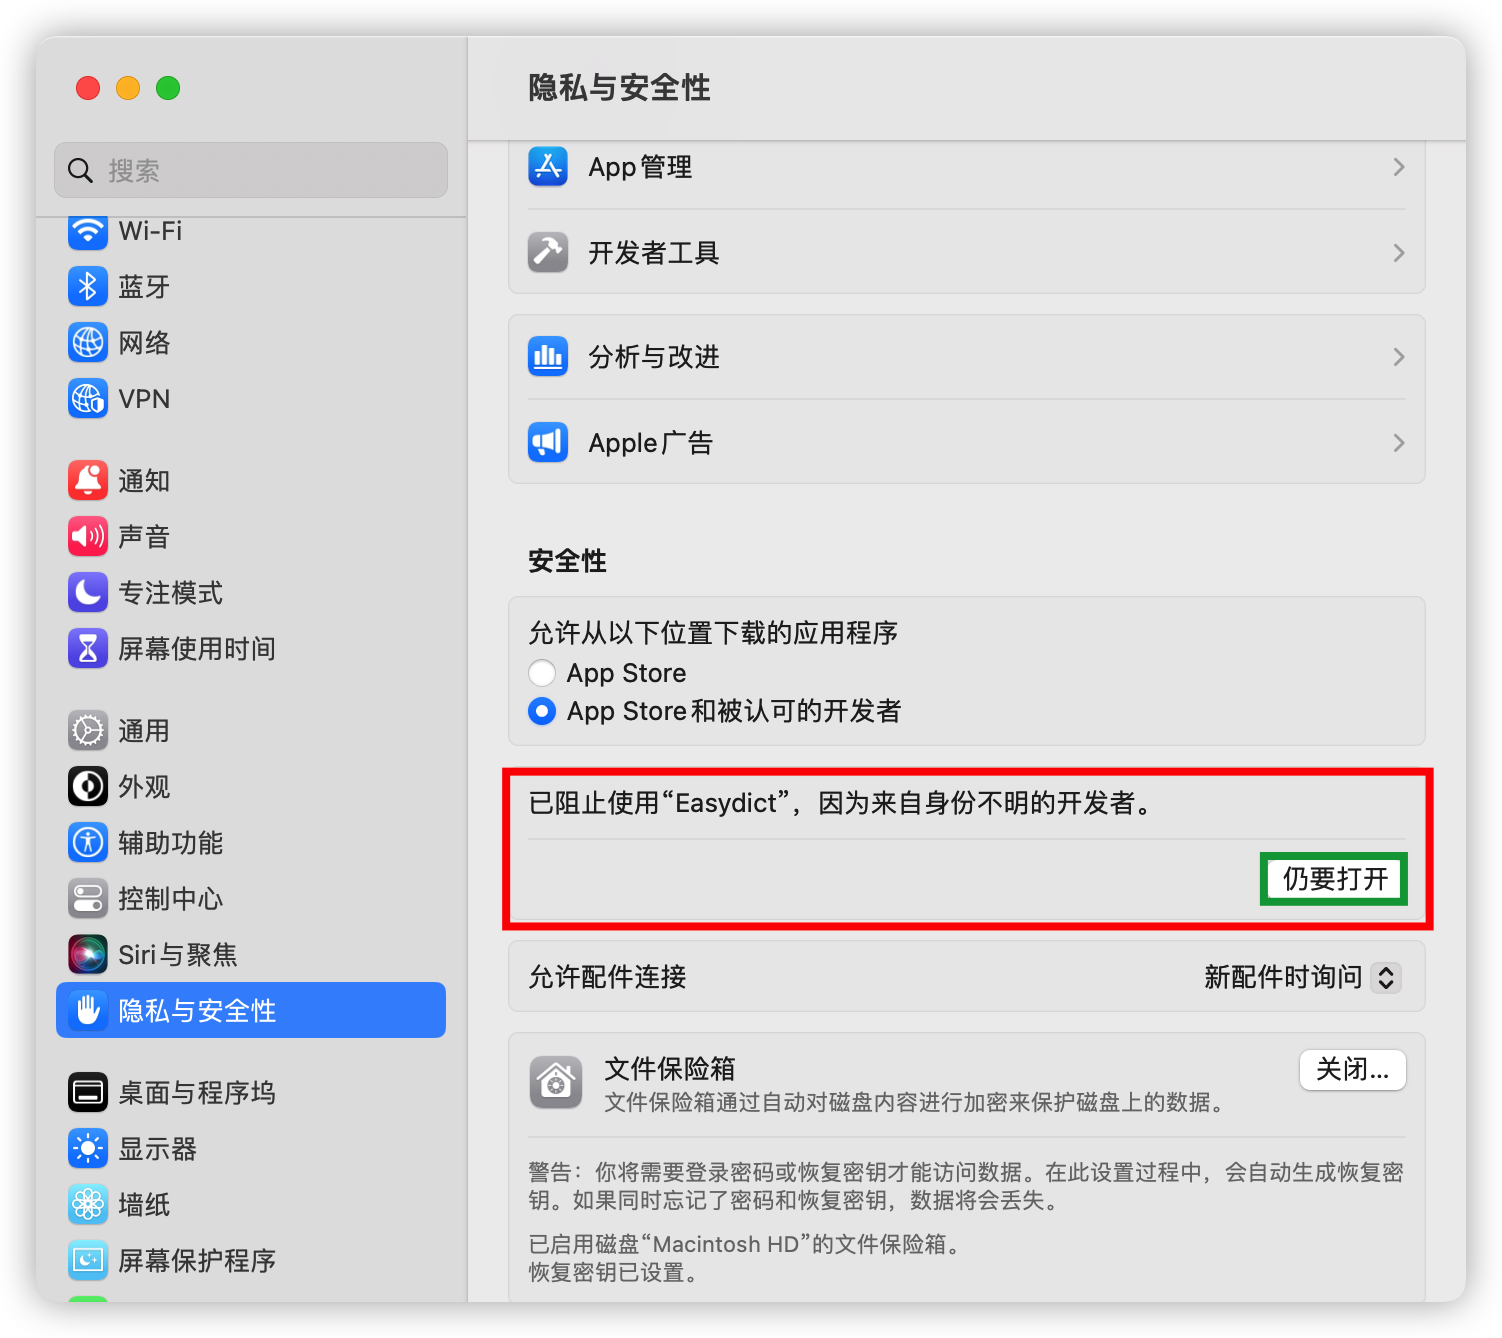 搜索
Wi-Fi
蓝牙
网络
VPN
通知
声音
专注模式
屏幕使用时间
通用
外观
辅助功能
控制中心
Siri与聚焦
隐私与安全性
桌面与程序坞
显示器
墙纸
屏幕保护程序
隐私与安全性
App管理
开发者工具
分析与改进
Apple广告
安全性
允许从以下位置下载的应用程序
App Store
App Store和被认可的开发者
已阻止使用“Easydict”，因为来自身份不明的开发者。
仍要打开
允许配件连接 新配件时询问
文件保险箱 关闭...
文件保险箱通过自动对磁盘内容进行加密来保护磁盘上的数据。
警告：你将需要登录密码或恢复密钥才能访问数据。在此设置过程中，会自动生成恢复密
钥。如果同时忘记了密码和恢复密钥，数据将会丢失。
已启用磁盘“Macintosh HD”的文件保险箱。
恢复密钥已设置。